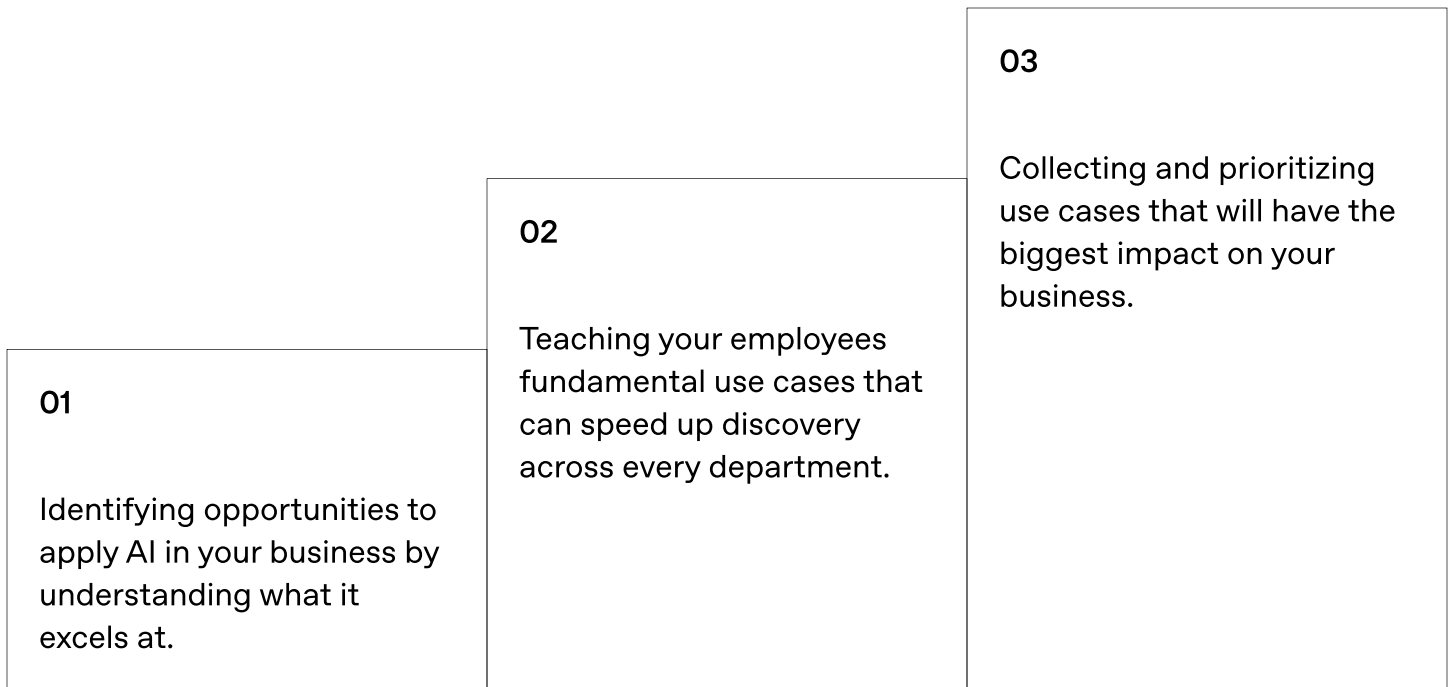 01
Identifying opportunities to
apply AI in your business by
understanding what it
excels at.
02
Teaching your employees
fundamental use cases that
can speed up discovery
across every department.
03
Collecting and prioritizing
use cases that will have the
biggest impact on your
business.